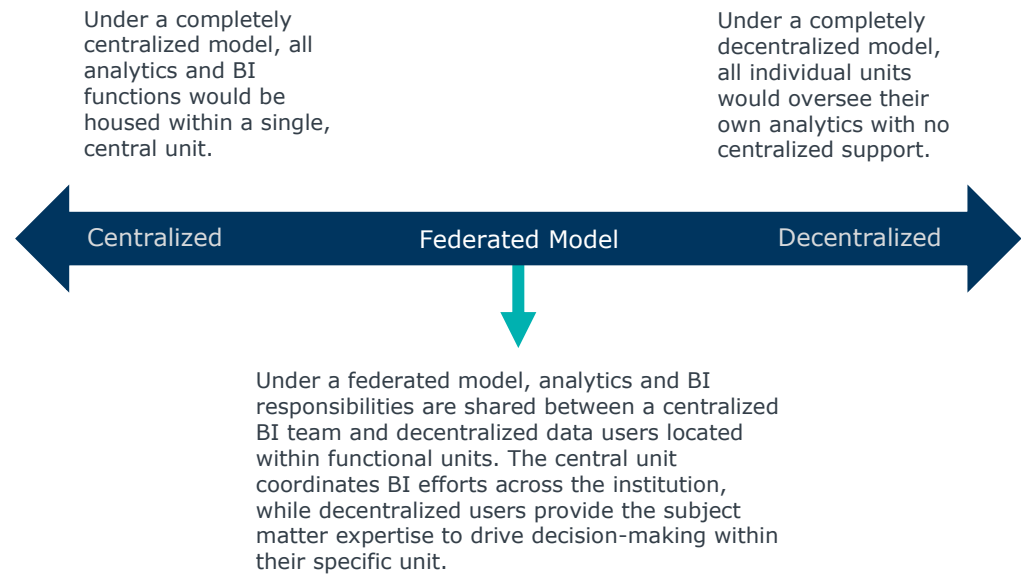 Under a completely
centralized model, all
analytics and BI
functions would be
housed within a single,
central unit.
Under a completely
decentralized model,
all individual units
would oversee their
own analytics with no
centralized support.
Centralized
Federated Model
Decentralized
Under a federated model, analytics and BI
responsibilities are shared between a centralized
BI team and decentralized data users located
within functional units. The central unit
coordinates BI efforts across the institution,
while decentralized users provide the subject
matter expertise to drive decision-making within
their specific unit.